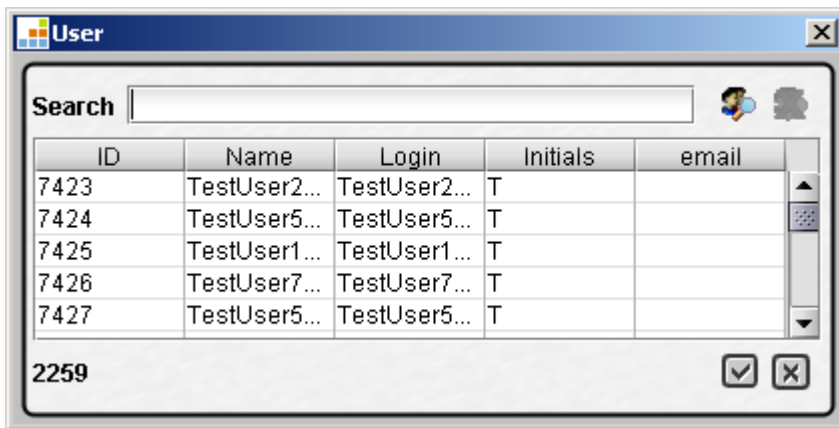 User
Search
ID Name Login Initials email
7423 TestUser2... TestUser2... T
7424 TestUser5... TestUser5... T
7425 TestUser1... TestUser1... T
7426 TestUser7... TestUser7... T
7427 TestUser5... TestUser5... T
2259